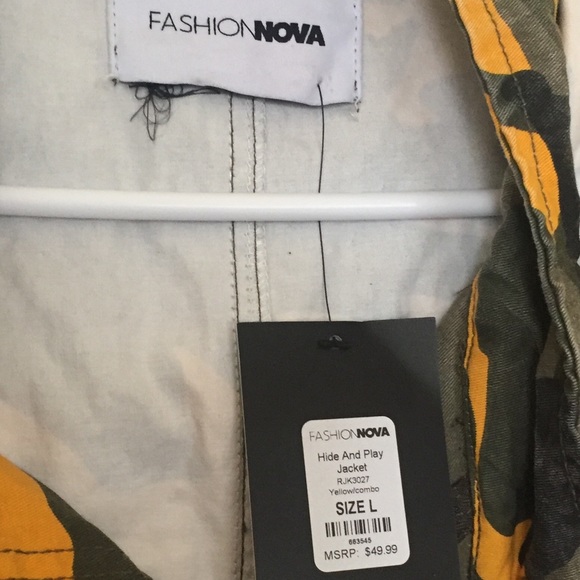 FASHIONNOVA
FASHIONNOVA
Hide And Play
Jacket
RJK3027
Yellow/combo
SIZE L
663545
MSRP: $49.99